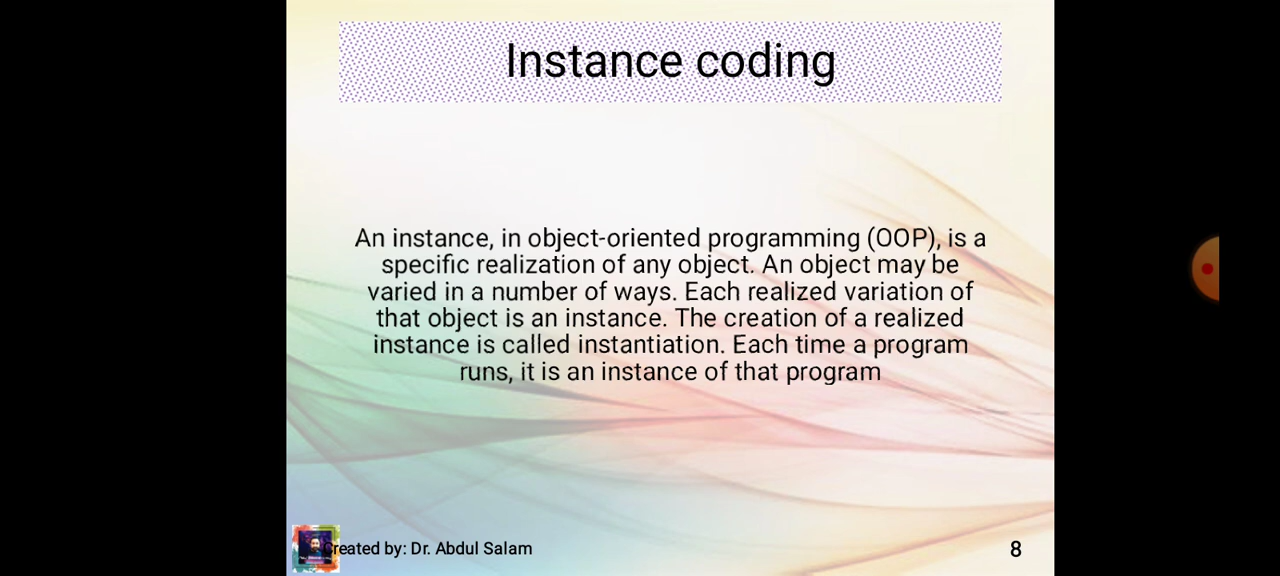 Instance coding
An instance, in object-oriented programming (OOP), is a
specific realization of any object. An object may be
varied in a number of ways. Each realized variation of
that object is an instance. The creation of a realized
instance is called instantiation. Each time a program
runs, it is an instance of that program
Created by: Dr. Abdul Salam
8